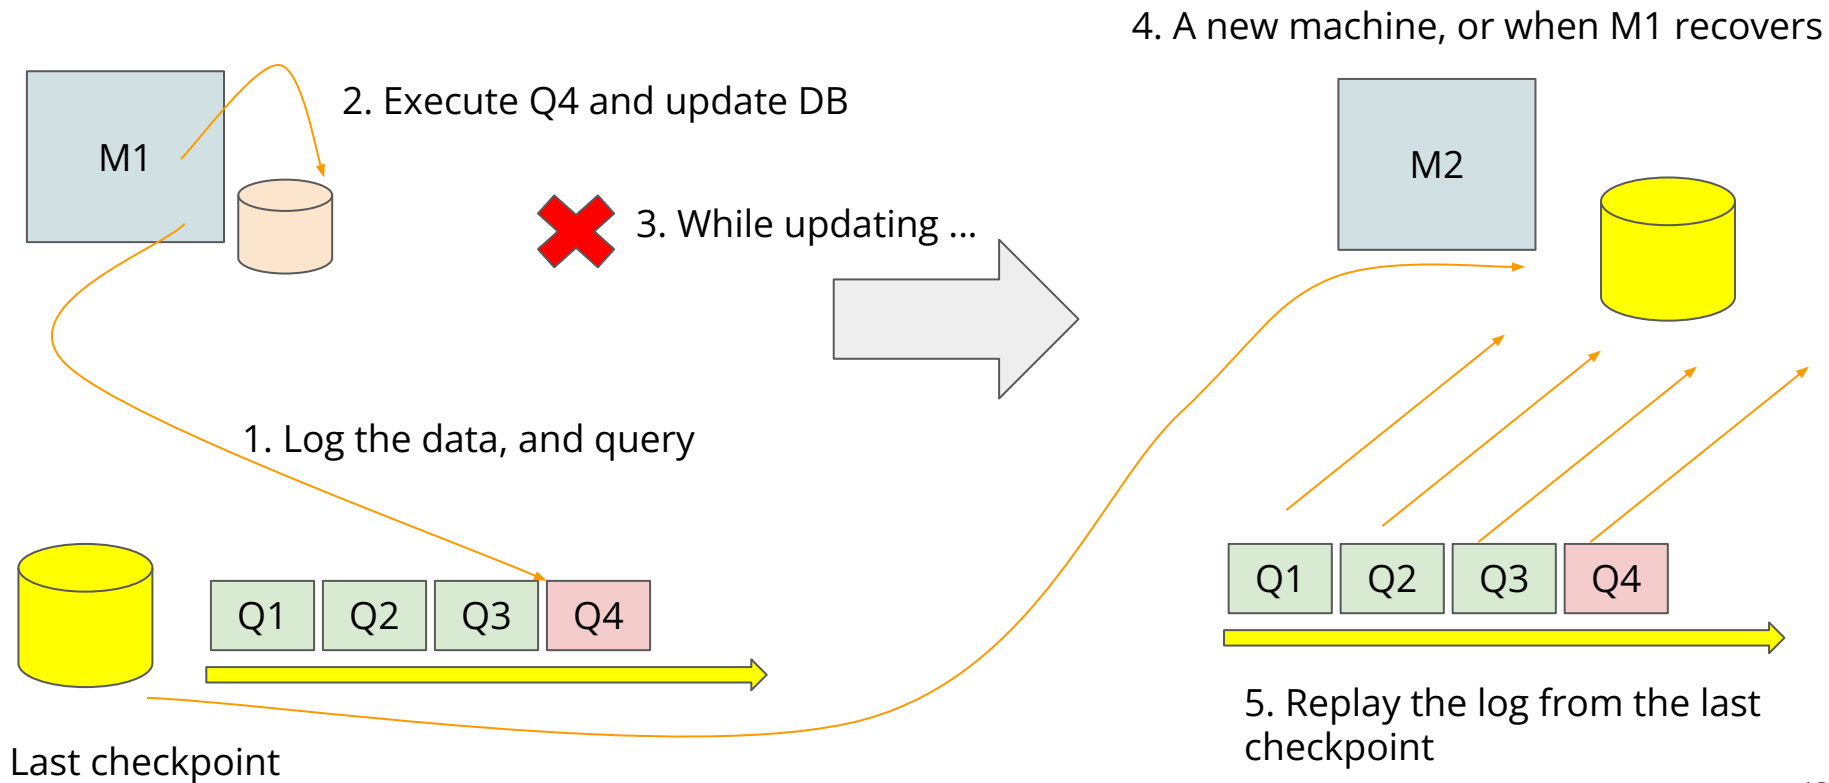 4. A new machine, or when M1 recovers
2. Execute Q4 and update DB
M1
M2
3. While updating ...
1. Log the data, and query
Q1 Q2 Q3 Q4
Q1 Q2 Q3 Q4
5. Replay the log from the last
checkpoint
Last checkpoint